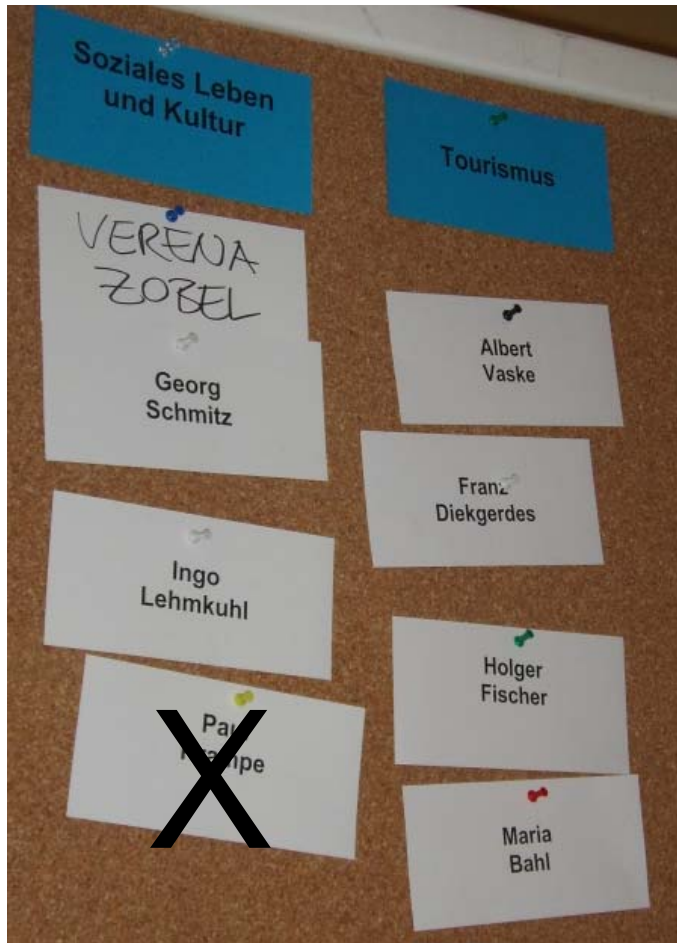 Soziales Leben
und Kultur
VERENA
ZOBEL
Georg
Schmitz
Ingo
Lehmkuhl
X
Tourismus
Albert
Vaske
Franz
Diekgerdes
Holger
Fischer
Maria
Bahl